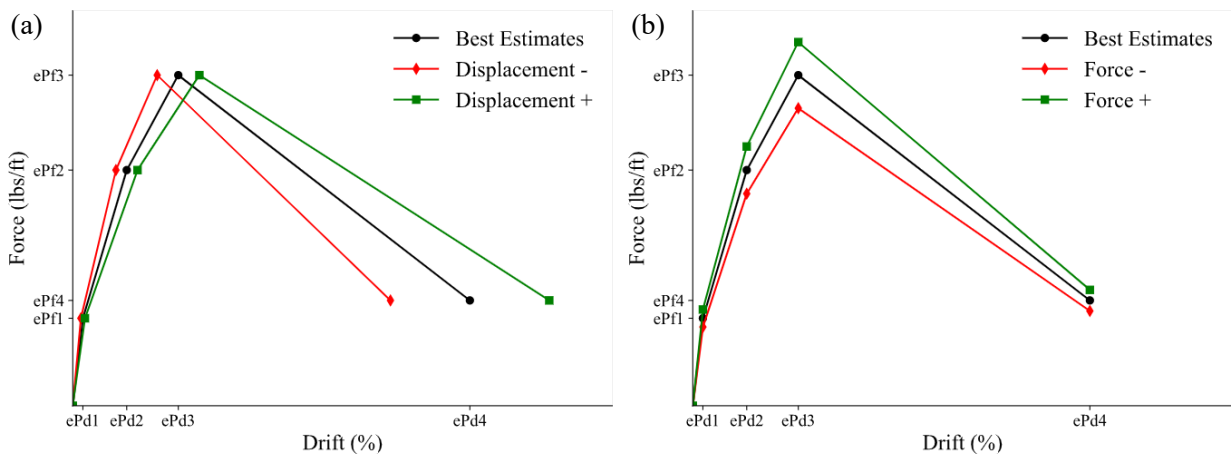 (a)
Best Estimates
Displacement -
Displacement +
ePf3
ePf2
ePf4
ePf1
Force (lbs/ft)
ePd1 ePd2 ePd3 ePd4
Drift (%)
(b)
Best Estimates
Force -
Force +
ePf3
ePf2
ePf4
ePf1
Force (lbs/ft)
ePd1 ePd2 ePd3 ePd4
Drift (%)